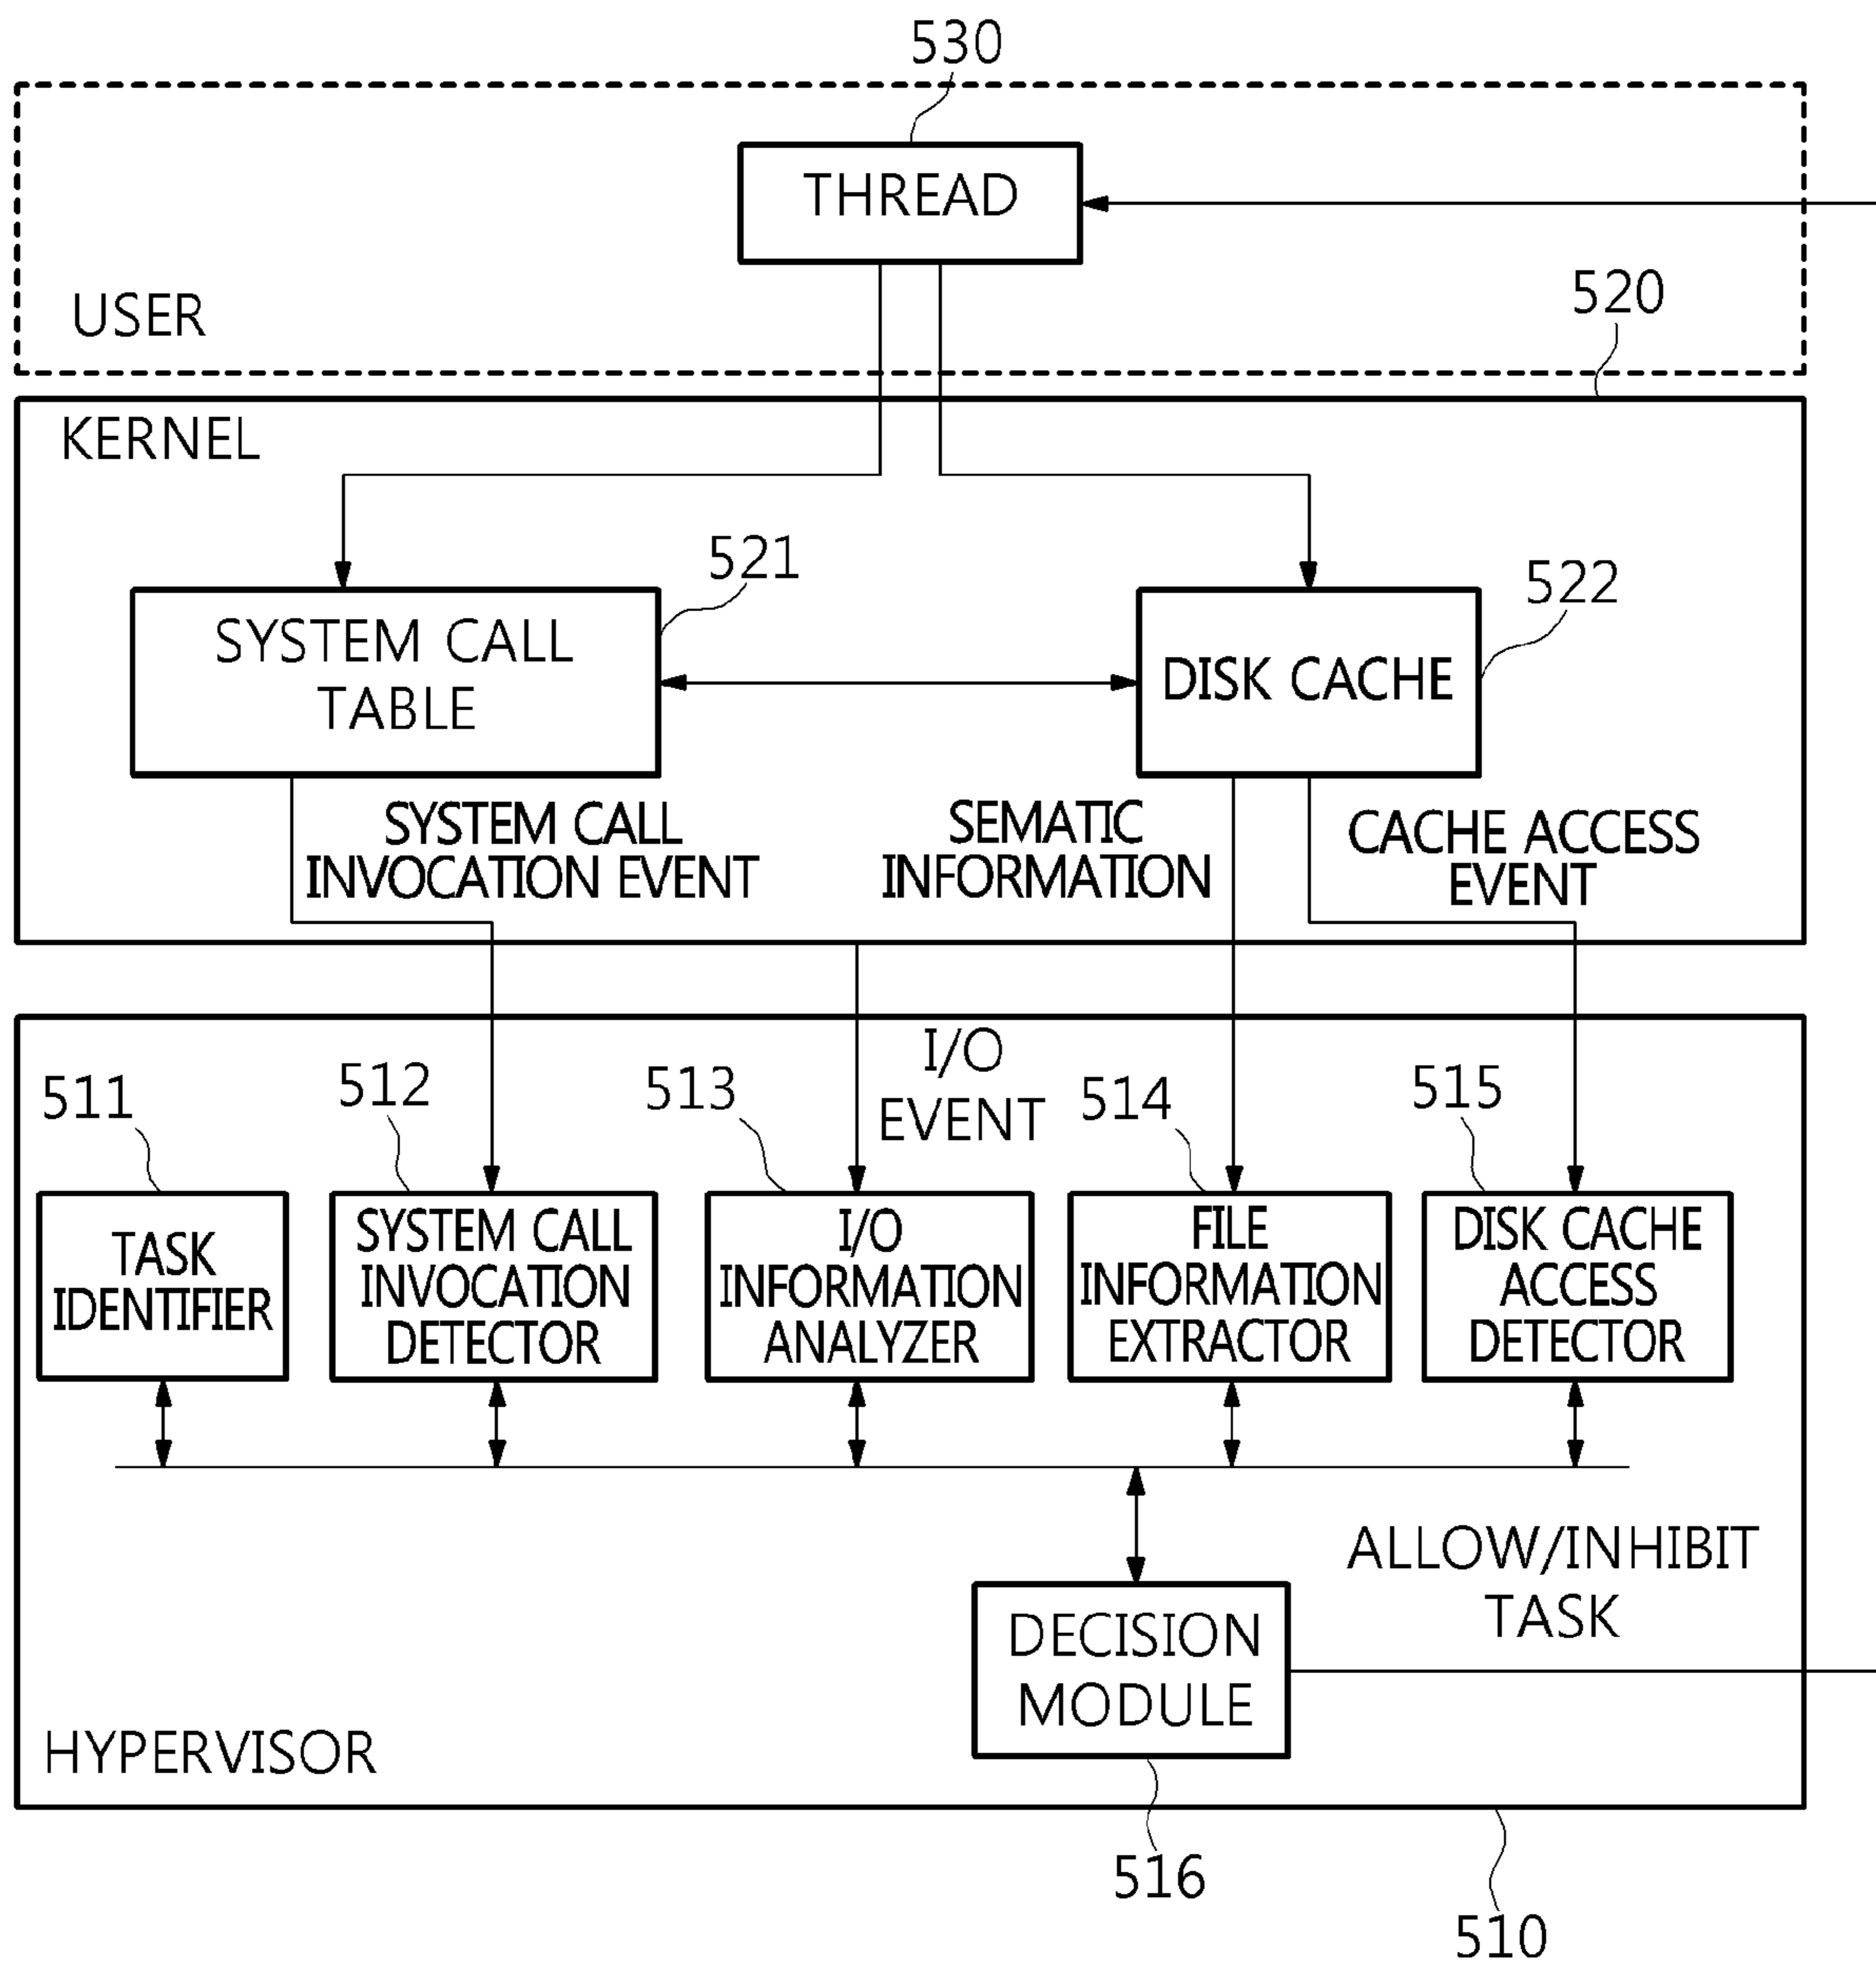 530
THREAD
USER
520
KERNEL
521
522
SYSTEM CALL
TABLE
DISK CACHE
SYSTEM CALL
INVOCATION EVENT
SEMATIC
INFORMATION
CACHE ACCESS
EVENT
I/O
EVENT
511
512
513
514
515
TASK
IDENTIFIER
SYSTEM CALL
INVOCATION
DETECTOR
I/O
INFORMATION
ANALYZER
FILE
INFORMATION
EXTRACTOR
DISK CACHE
ACCESS
DETECTOR
ALLOW/INHIBIT
TASK
DECISION
MODULE
HYPERVISOR
516
510